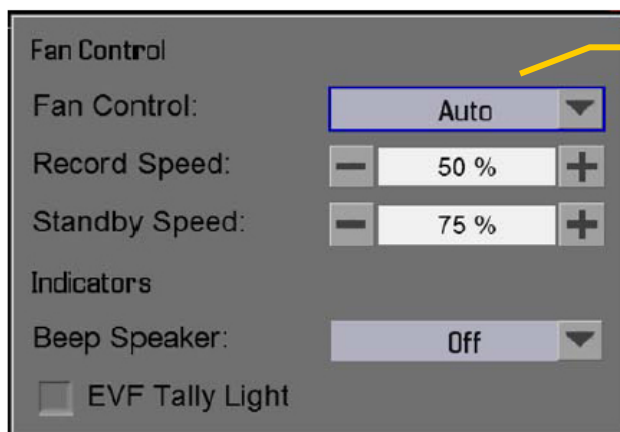 Fan Control
Fan Control: Auto
Record Speed: 50 %
Standby Speed: 75 %
Indicators
Beep Speaker: Off
EVF Tally Light